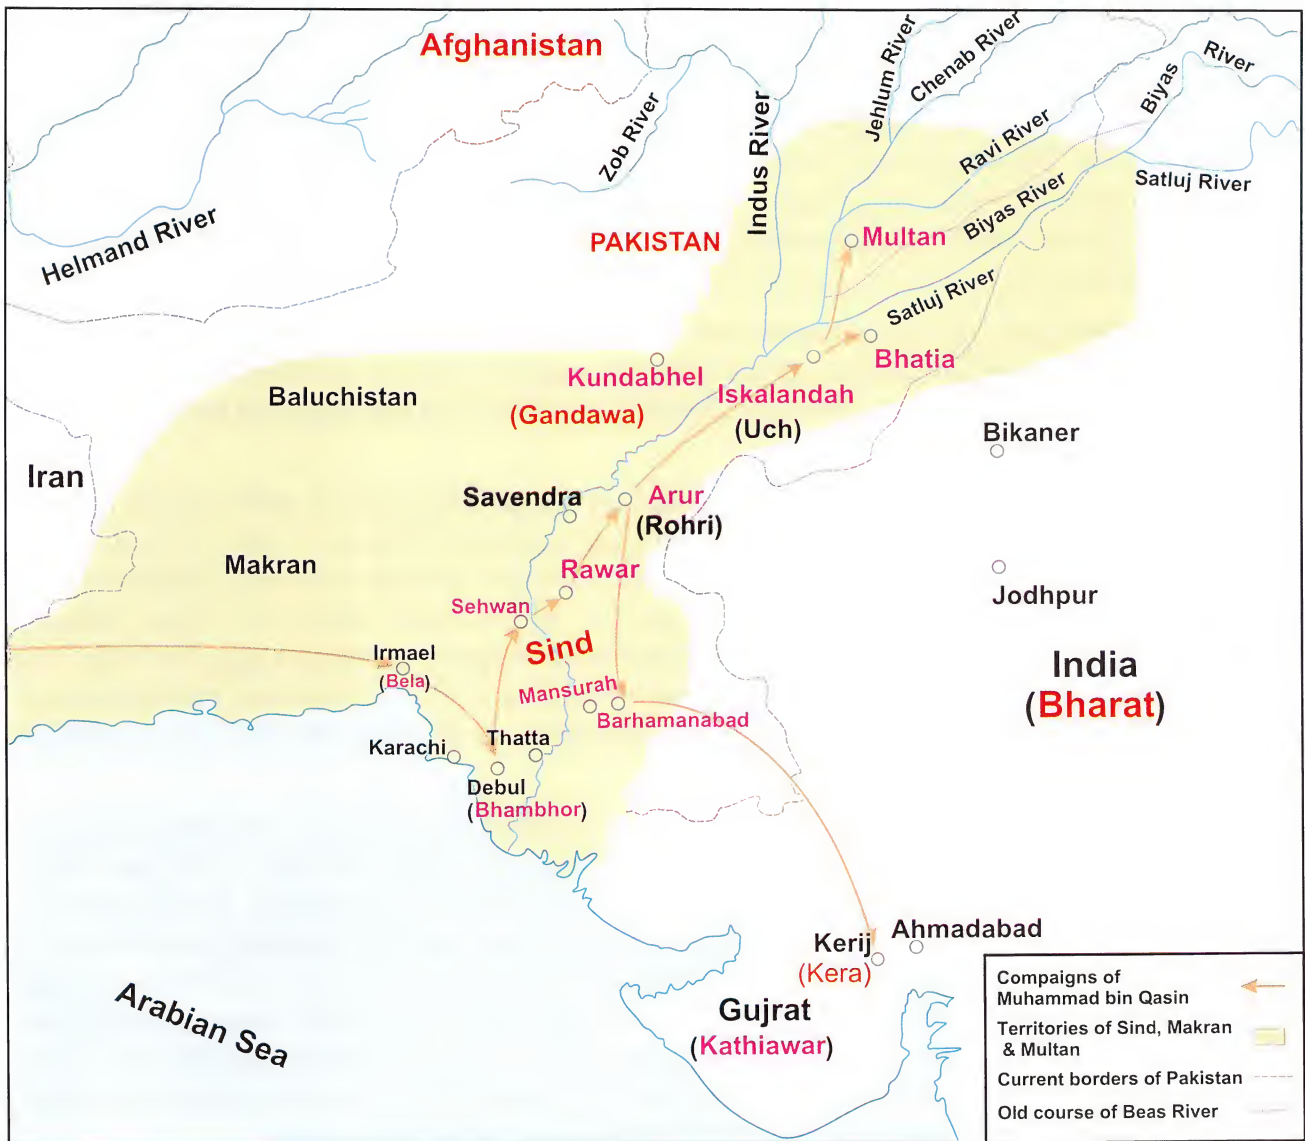 Afghanistan
Jehlum River
Chenab River
River
Biyas
Zob River
Indus River
Ravi River
Biyas River
Satluj River
Helmand River
PAKISTAN
Multan
Satluj River
Kundabhel
(Gandawa)
Bhatia
Iskalandah
(Uch)
Baluchistan
Bikaner
Iran
Savendra
Arur
(Rohri)
Makran
Rawar
Jodhpur
Sehwan
Sind
Irmael
(Bela)
India
(Bharat)
Mansurah
Barhamanabad
Karachi
Thatta
Debul
(Bhambhor)
Kerij
(Kera)
Ahmadabad
Arabian Sea
Gujrat
(Kathiawar)
Compaigns of
Muhammad bin Qasin
Territories of Sind, Makran
& Multan
Current borders of Pakistan
Old course of Beas River